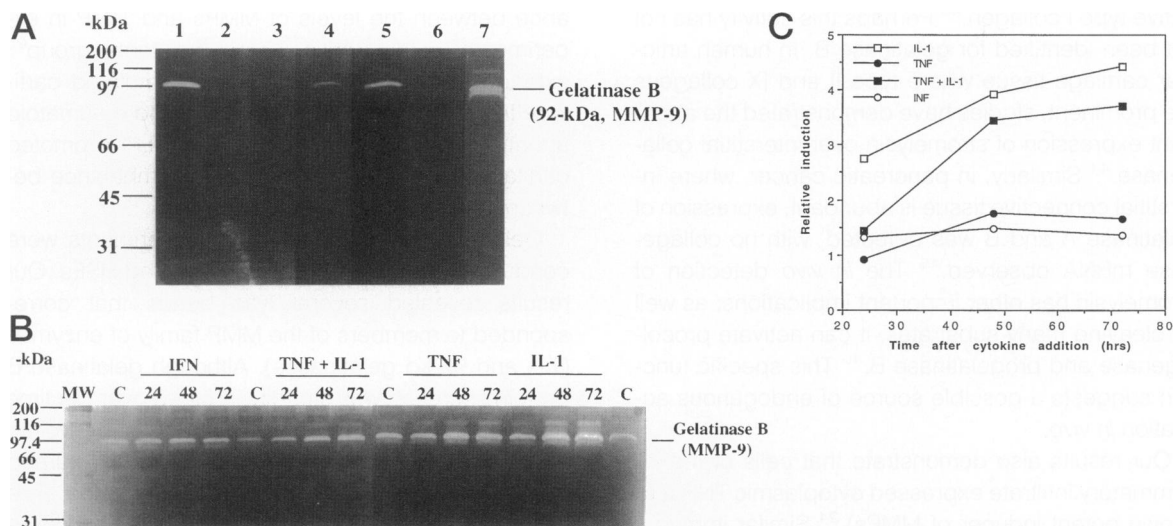 A
-kDa
1 2 3 4 5 6 7
200
116
97
66
45
31
Gelatinase B
(92-kDa, MMP-9)
B
-kDa
IFN TNF + IL-1 TNF IL-1
MW C 24 48 72 C 24 48 72 C 24 48 72 24 48 72 C
200
116
97.4
66
45
31
Gelatinase B
(MMP-9)
C
IL-1
TNF
TNF + IL-1
INF
Relative Induction
5
4
3
2
1
0
20 30 40 50 60 70 80
Time after cytokine addition (hrs)